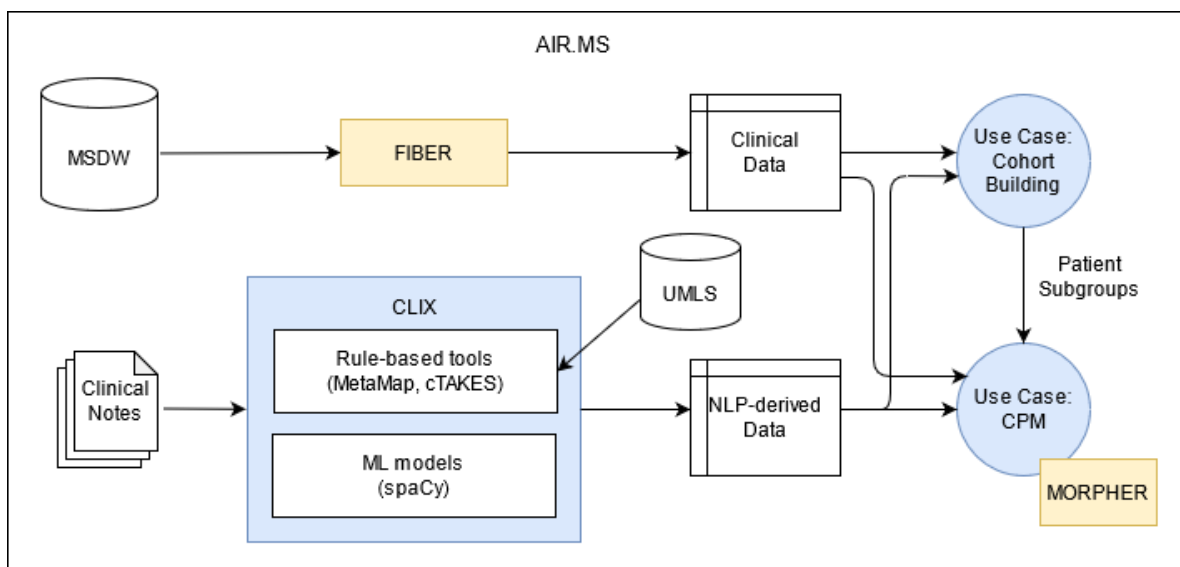 AIR.MS
MSDW
FIBER
Clinical
Data
Use Case:
Cohort
Building
Patient
Subgroups
UMLS
CLIX
Rule-based tools
(MetaMap, cTAKES)
Clinical
Notes
ML models
(spaCy)
NLP-derived
Data
Use Case:
CPM
MORPHER